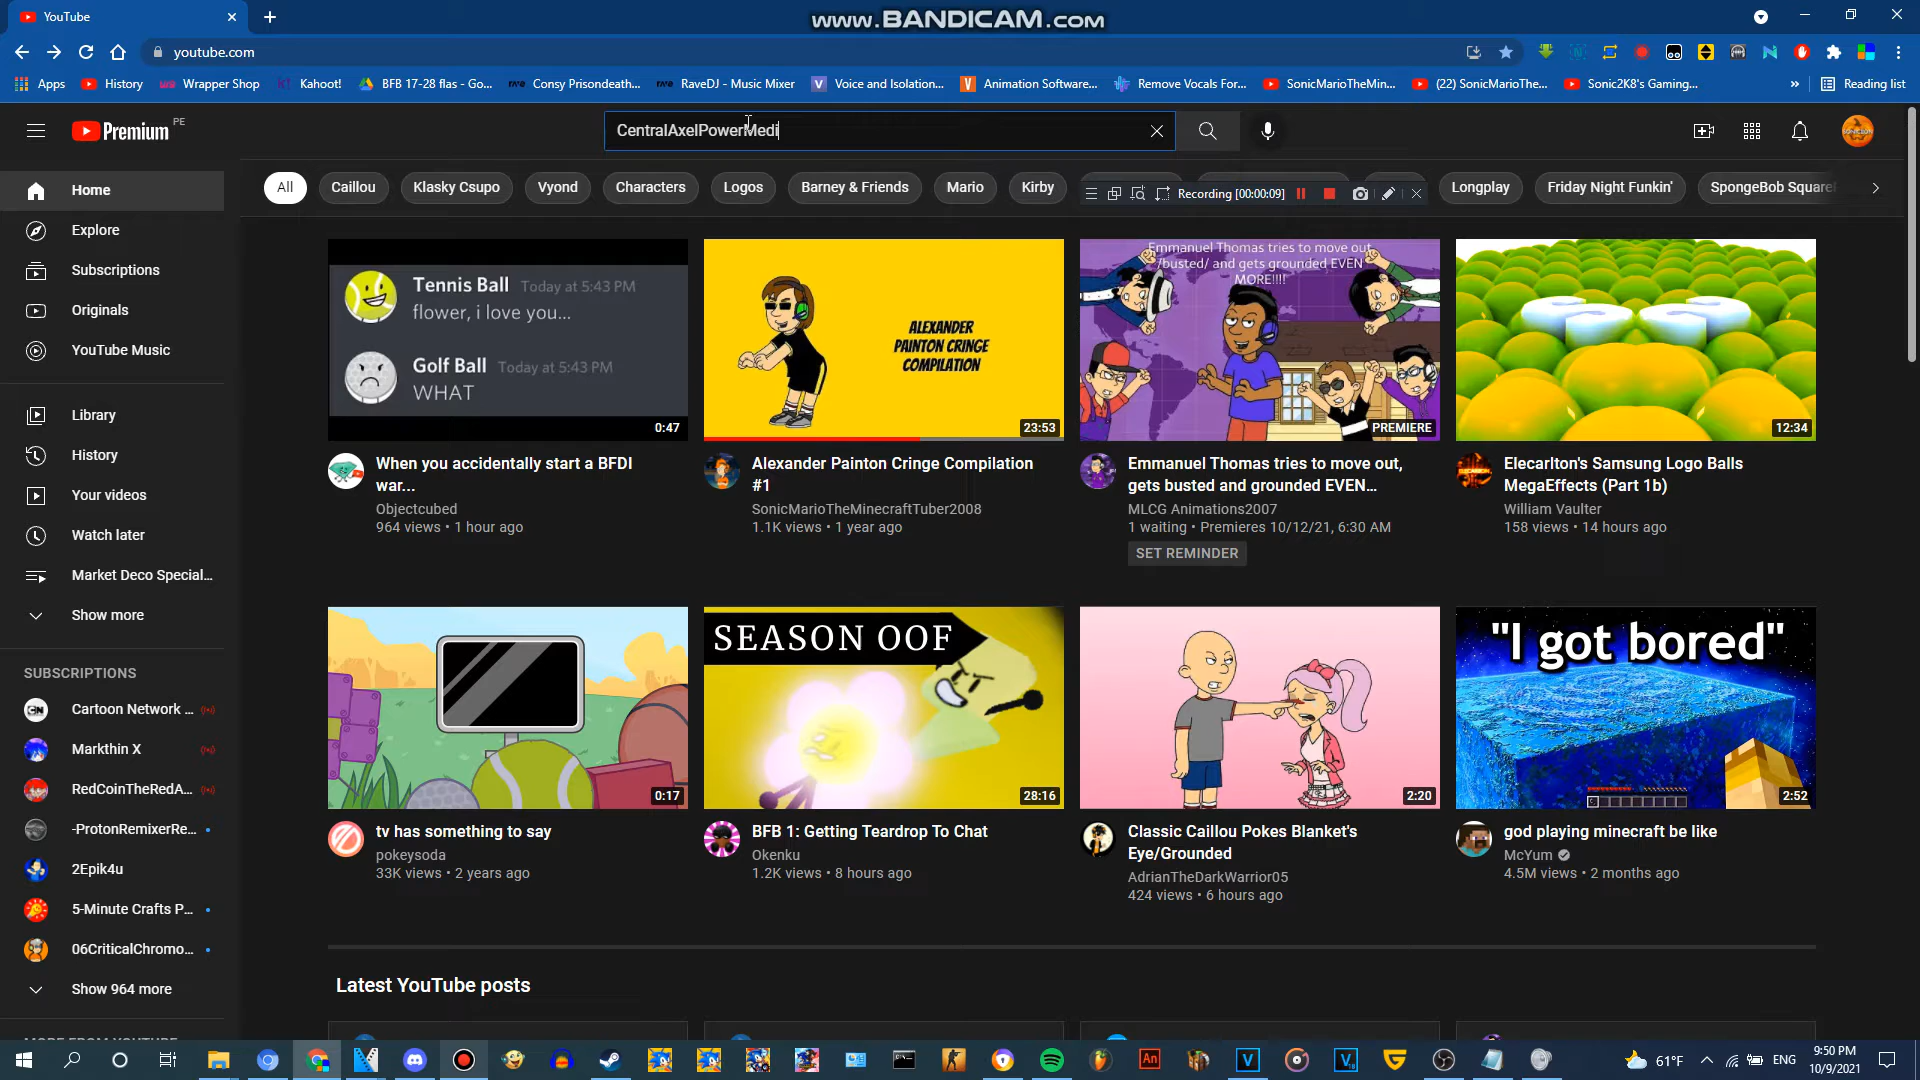 YouTube
www.BANDICAM.com
youtube.com
Apps
History
Wrapper Shop
Kahoot!
BFB 17-28 flas - Go...
Consy Prisondeath...
RaveDJ - Music Mixer
Voice and Isolation...
Animation Software...
Remove Vocals For...
SonicMarioTheMin...
(22) SonicMarioThe...
Sonic2K8's Gaming...
Reading list
Premium PE
CentralAxelPowerMedi
All
Caillou
Klasky Csupo
Vyond
Characters
Logos
Barney & Friends
Mario
Kirby
Recording [00:00:09]
Longplay
Friday Night Funkin'
SpongeBob Square
Home
Explore
Subscriptions
Originals
YouTube Music
Library
History
Your videos
Watch later
Market Deco Special...
Show more
SUBSCRIPTIONS
Cartoon Network ...
Markthin X
RedCoinTheRedA...
-ProtonRemixerRe...
2Epik4u
5-Minute Crafts P...
06CriticalChromo...
Show 964 more
Tennis Ball Today at 5:43 PM
flower, i love you...
Golf Ball Today at 5:43 PM
WHAT
0:47
When you accidentally start a BFDI
war...
Objectcubed
964 views • 1 hour ago
ALEXANDER
PAINTON CRINGE
COMPILATION
23:53
Alexander Painton Cringe Compilation
#1
SonicMarioTheMinecraftTuber2008
1.1K views • 1 year ago
Emmanuel Thomas tries to move out
/busted/ and gets grounded EVEN
MORE!!!!
PREMIERE
Emmanuel Thomas tries to move out,
gets busted and grounded EVEN...
MLCG Animations2007
1 waiting • Premieres 10/12/21, 6:30 AM
SET REMINDER
12:34
Elecarlton's Samsung Logo Balls
MegaEffects (Part 1b)
William Vaulter
158 views • 14 hours ago
0:17
tv has something to say
pokeysoda
33K views • 2 years ago
SEASON OOF
28:16
BFB 1: Getting Teardrop To Chat
Okenku
1.2K views • 8 hours ago
2:20
Classic Caillou Pokes Blanket's
Eye/Grounded
AdrianTheDarkWarrior05
424 views • 6 hours ago
"I got bored"
2:52
god playing minecraft be like
McYum
4.5M views • 2 months ago
Latest YouTube posts
61°F
ENG
9:50 PM
10/9/2021